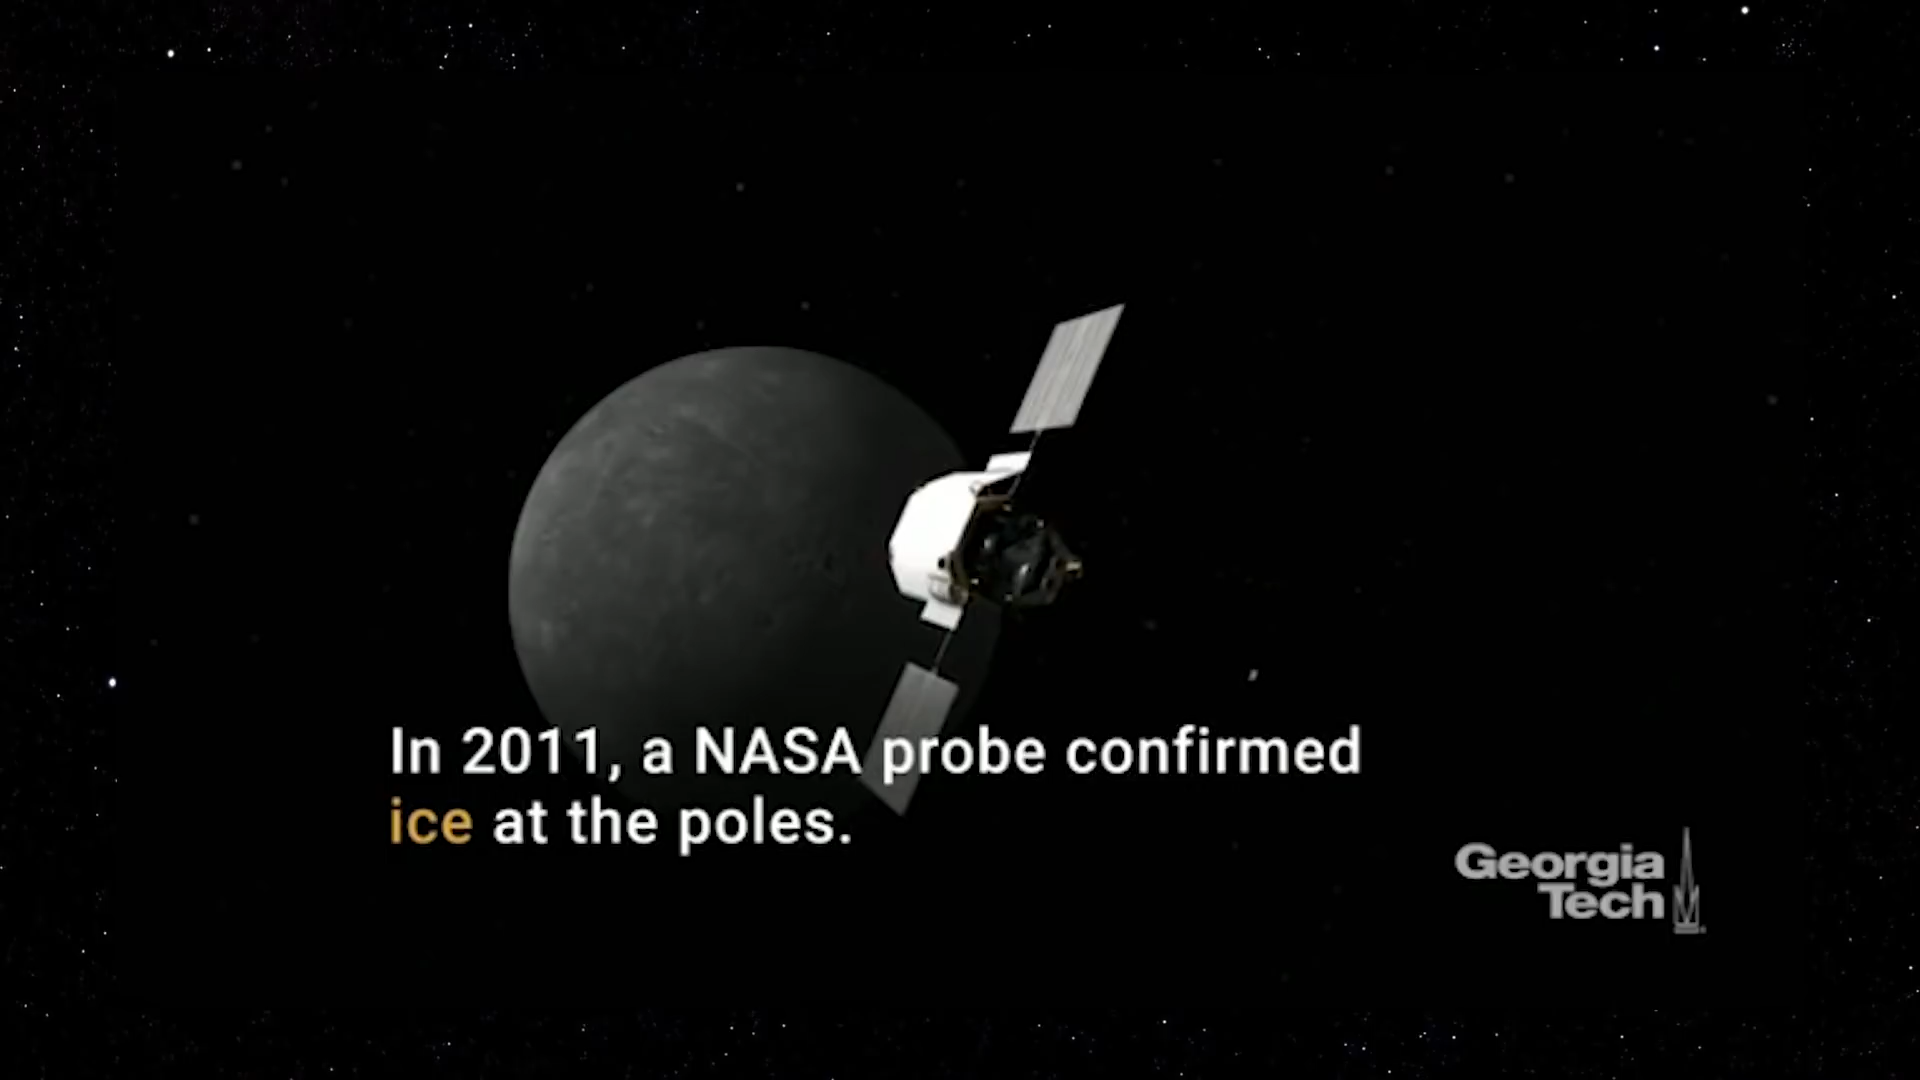 In 2011, a NASA probe confirmed
ice at the poles.
Georgia
Tech